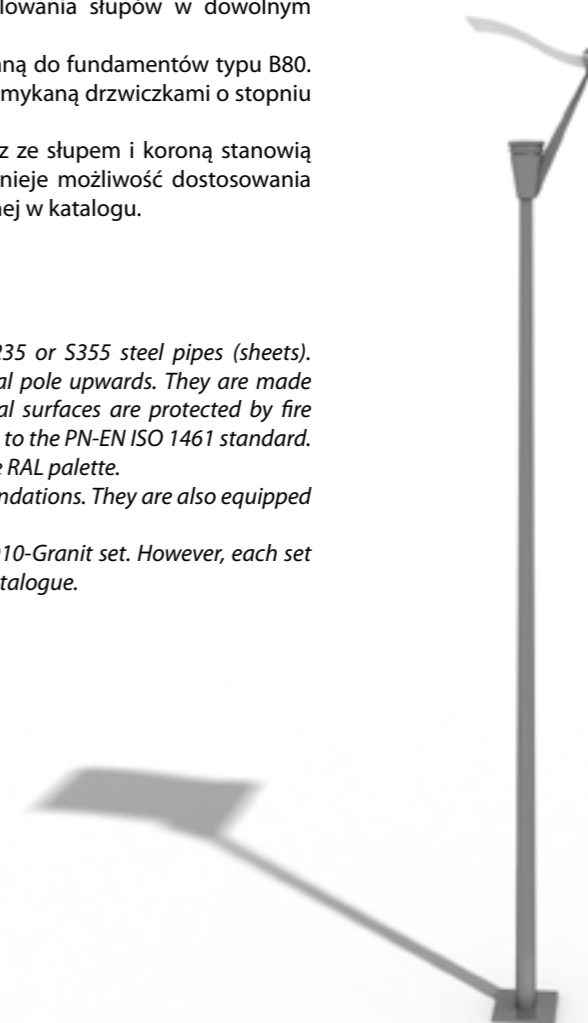 lowania słupów w dowolnym
ną do fundamentów typu B80.
mykaną drzwiczkami o stopniu
z ze słupem i koroną stanowią
nieje możliwość dostosowania
nej w katalogu.
235 or S355 steel pipes (sheets).
al pole upwards. They are made
al surfaces are protected by fire
to the PN-EN ISO 1461 standard.
e RAL palette.
ndations. They are also equipped
010-Granit set. However, each set
talogue.